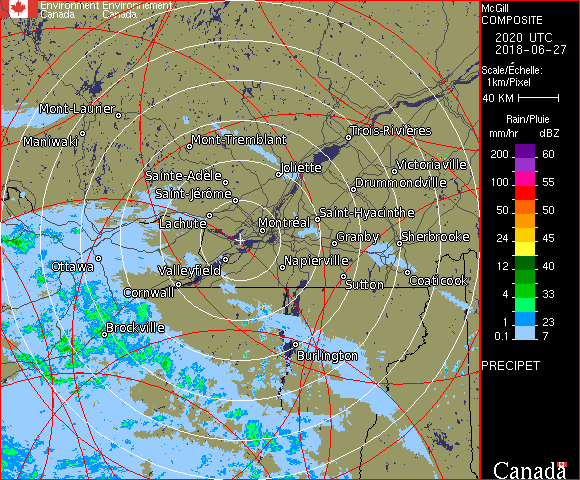 Environment Environnement
Canada Canada
McGill
COMPOSITE
2020 UTC
2018-06-27
Scale/Échelle:
1km/Pixel
40 KM
Rain/Pluie
mm/hr dBZ
200 60
100 55
50 50
24 45
12 40
4 33
1 23
0.1 7
PRECIPET
Canada
Mont-Laurier
Maniwaki
Mont-Tremblant
Trois-Rivières
Joliette
Victoriaville
Sainte-Adèle
Drummondville
Saint-Jérôme
Saint-Hyacinthe
Lachute
Montréal
Granby
Sherbrooke
Ottawa
Valleyfield
Napierville
Coaticook
Sutton
Cornwall
Brockville
Burlington